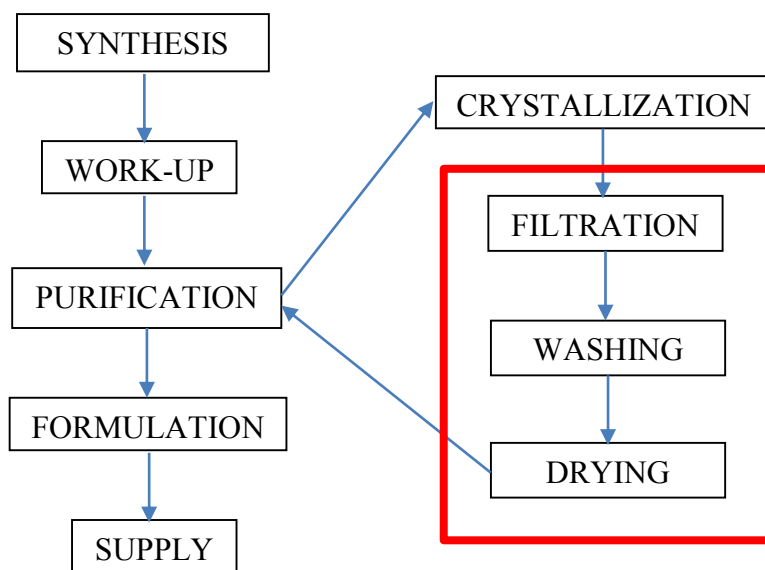 SYNTHESIS
WORK-UP
PURIFICATION
FORMULATION
SUPPLY
CRYSTALLIZATION
FILTRATION
WASHING
DRYING